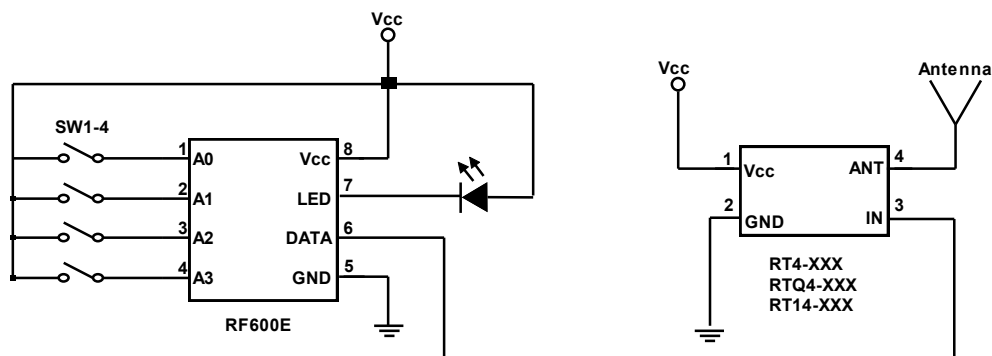 Vcc
SW1-4
1 A0 Vcc 8
2 A1 LED 7
3 A2 DATA 6
4 A3 GND 5
RF600E
Vcc
Antenna
1 Vcc ANT 4
2 GND IN 3
RT4-XXX
RTQ4-XXX
RT14-XXX